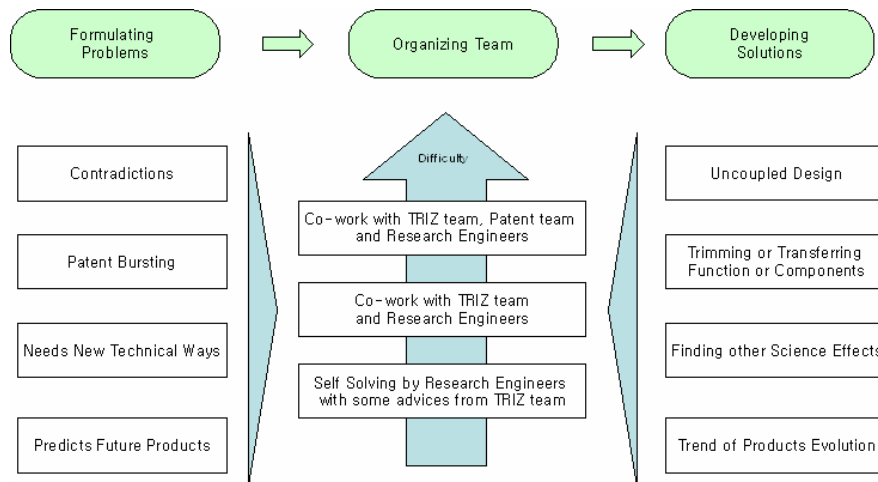 Formulating
Problems
Organizing Team
Developing
Solutions
Difficulty
Contradictions
Patent Bursting
Needs New Technical Ways
Predicts Future Products
Co-work with TRIZ team, Patent team
and Research Engineers
Co-work with TRIZ team
and Research Engineers
Self Solving by Research Engineers
with some advices from TRIZ team
Uncoupled Design
Trimming or Transferring
Function or Components
Finding other Science Effects
Trend of Products Evolution